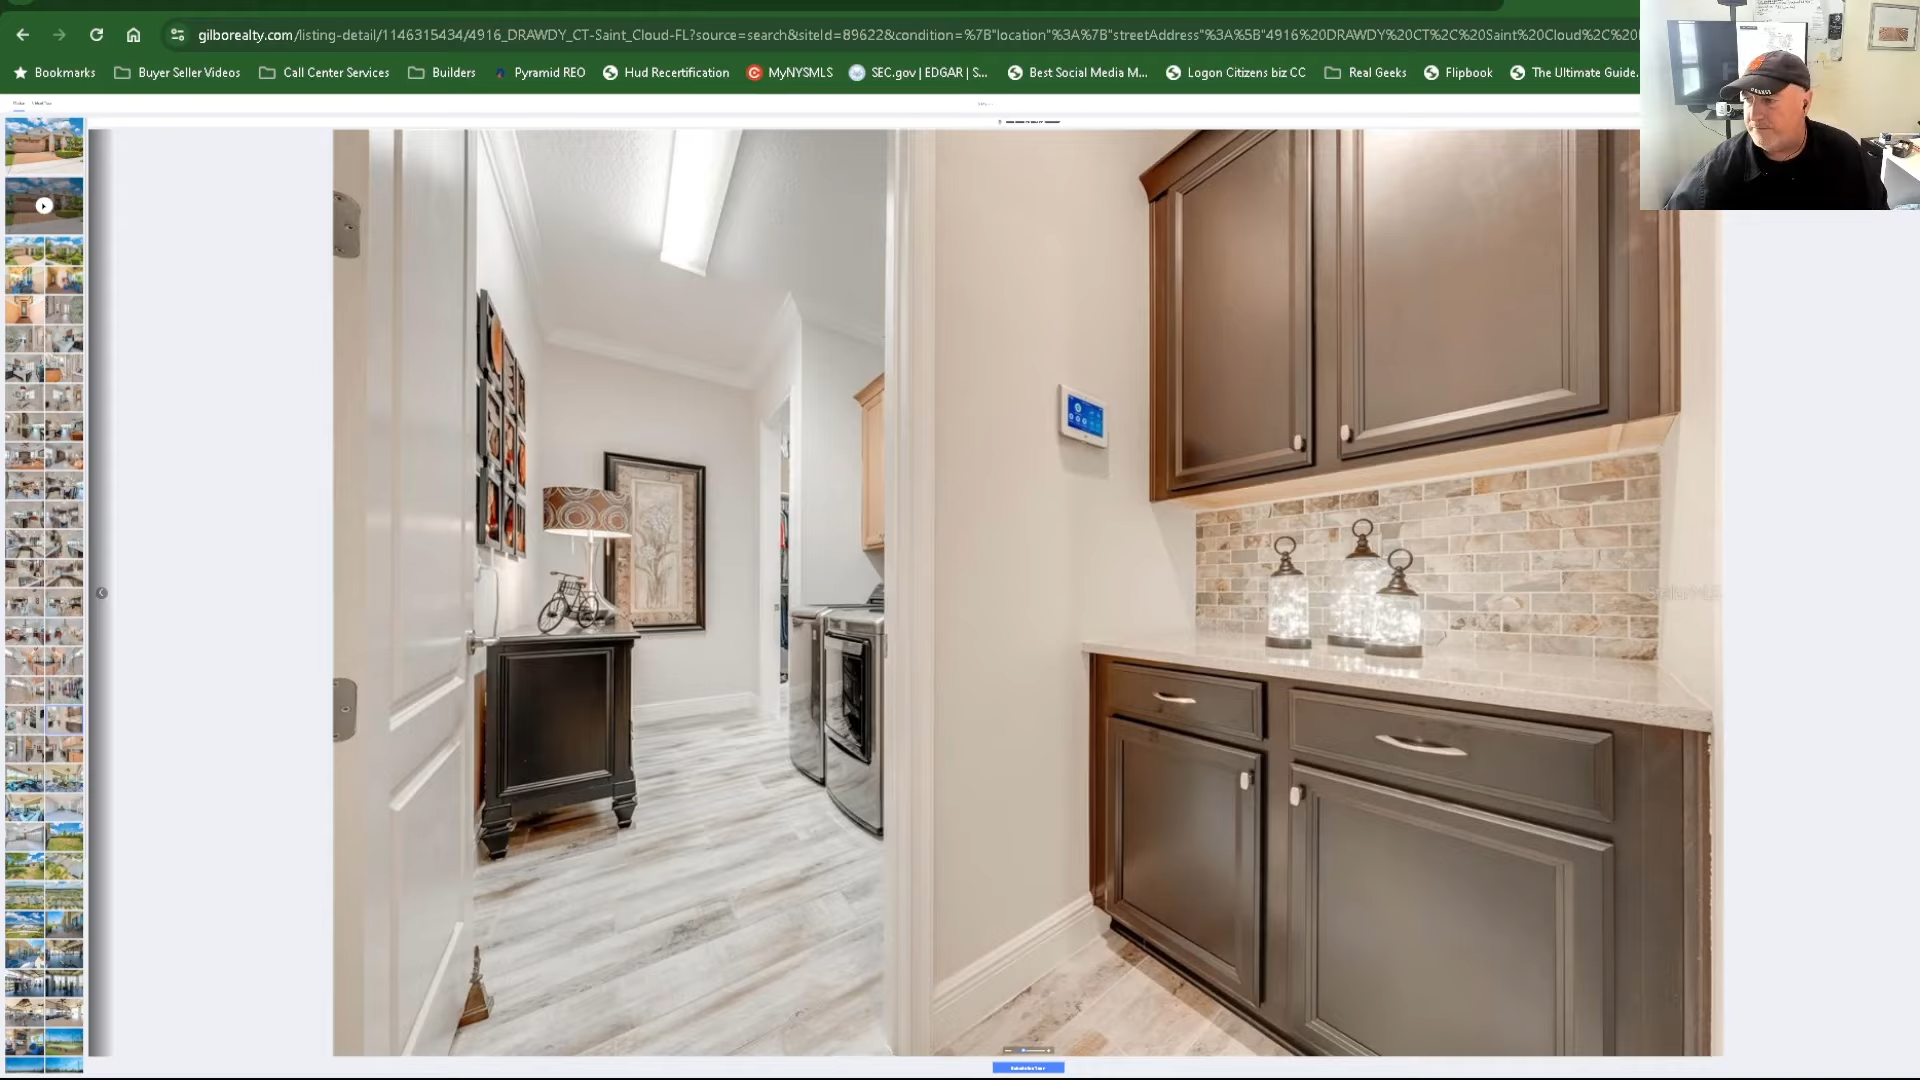 gilborealty.com/listing-detail/1146315434/4916_DRAWDY_CT-Saint_Cloud-FL?source=search&siteId=89622&condition=%7B"location"%3A%7B"streetAddress"%3A%5B"4916%20DRAWDY%20CT%2C%20Saint%20Cloud%2C%20
Bookmarks Buyer Seller Videos Call Center Services Builders Pyramid REO Hud Recertification MyNYSMLS SEC.gov | EDGAR | S... Best Social Media M... Logon Citizens biz CC Real Geeks Flipbook The Ultimate Guide.